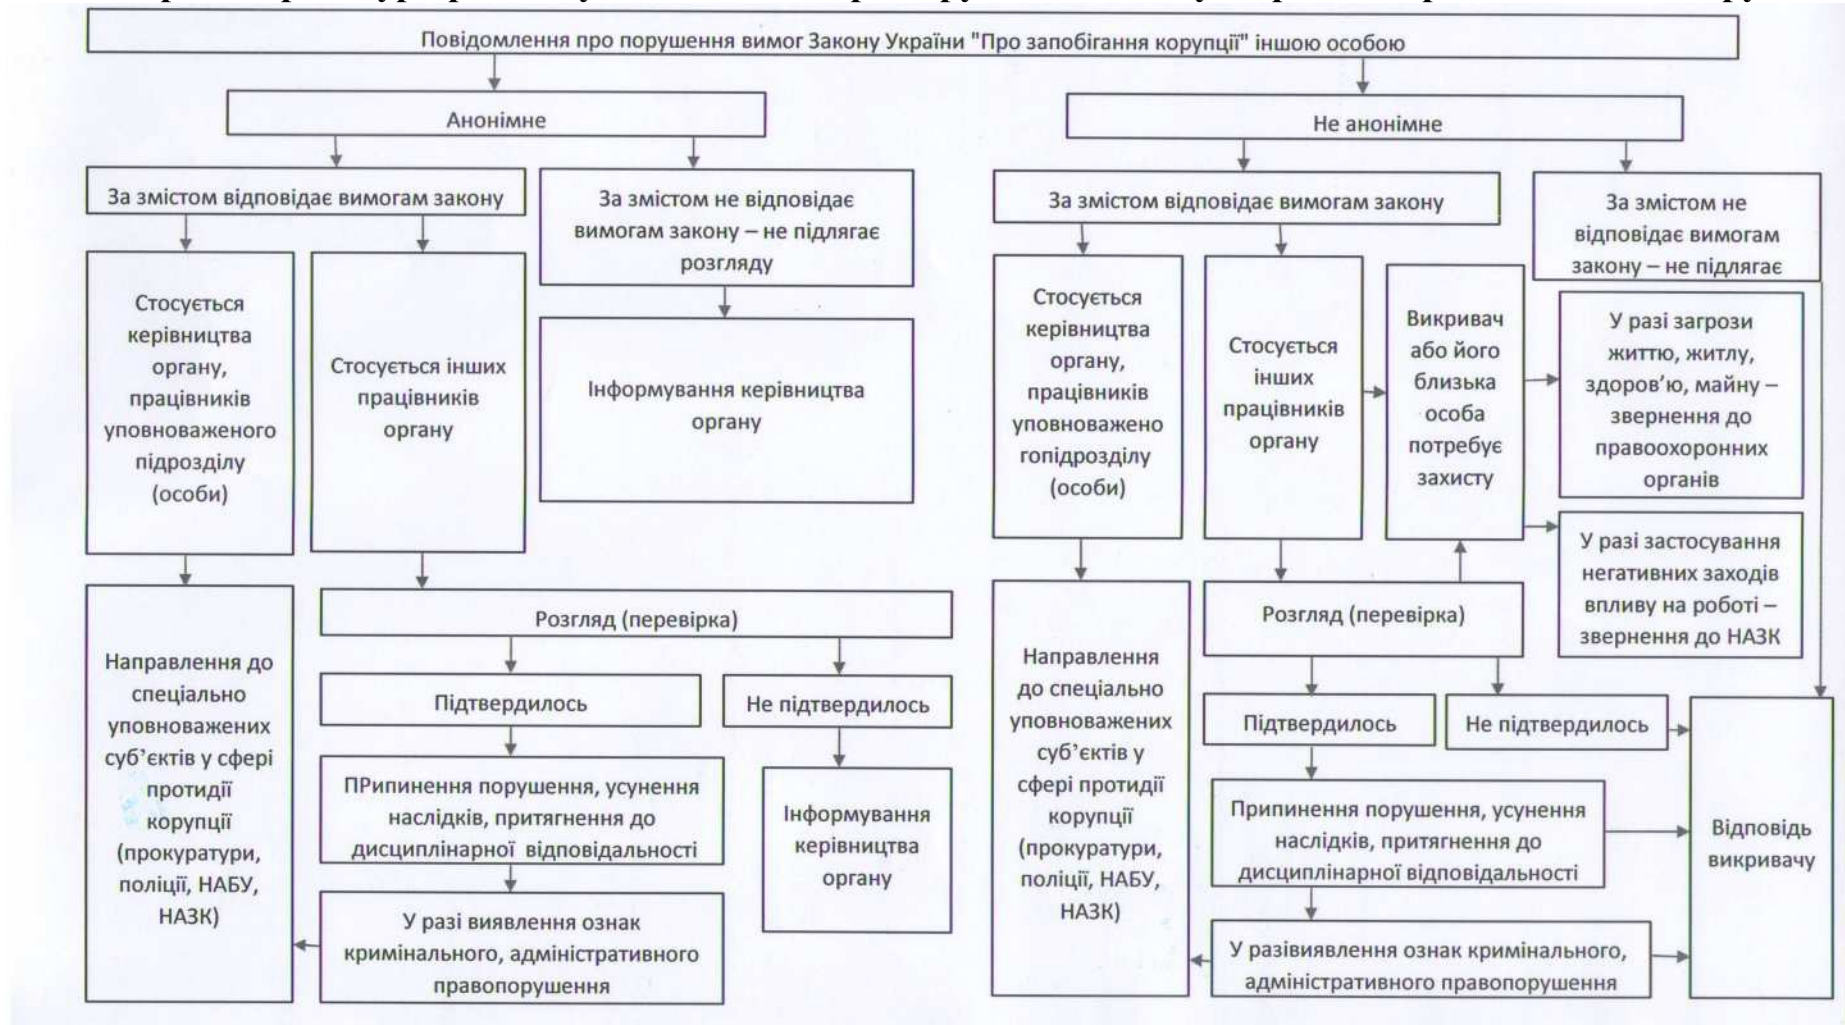 Повідомлення про порушення вимог Закону України "Про запобігання корупції" іншою особою
Анонімне
Не анонімне
За змістом відповідає вимогам закону
За змістом не відповідає
вимогам закону – не підлягає
розгляду
За змістом відповідає вимогам закону
За змістом не
відповідає вимогам
закону – не підлягає
Стосується
керівництва
органу,
працівників
уповноваженого
підрозділу
(особи)
Стосується інших
працівників
органу
Інформування керівництва
органу
Стосується
керівництва
органу,
працівників
уповноважено
гопідрозділу
(особи)
Стосується
інших
працівників
органу
Викривач
або його
близька
особа
потребує
захисту
У разі загрози
життю, житлу,
здоров’ю, майну –
звернення до
правоохоронних
органів
У разі застосування
негативних заходів
впливу на роботі –
звернення до НАЗК
Направлення до
спеціально
уповноважених
суб’єктів у сфері
протидії
корупції
(прокуратури,
поліції, НАБУ,
НАЗК)
Розгляд (перевірка)
Підтвердилось
Не підтвердилось
ПРипинення порушення, усунення
наслідків, притягнення до
дисциплінарної відповідальності
Інформування
керівництва
органу
У разі виявлення ознак
кримінального, адміністративного
правопорушення
Направлення
до спеціально
уповноважених
суб’єктів у
сфері протидії
корупції
(прокуратури,
поліції, НАБУ,
НАЗК)
Розгляд (перевірка)
Підтвердилось
Не підтвердилось
Припинення порушення, усунення
наслідків, притягнення до
дисциплінарної відповідальності
У разівиявлення ознак кримінального,
адміністративного правопорушення
Відповідь
викривачу